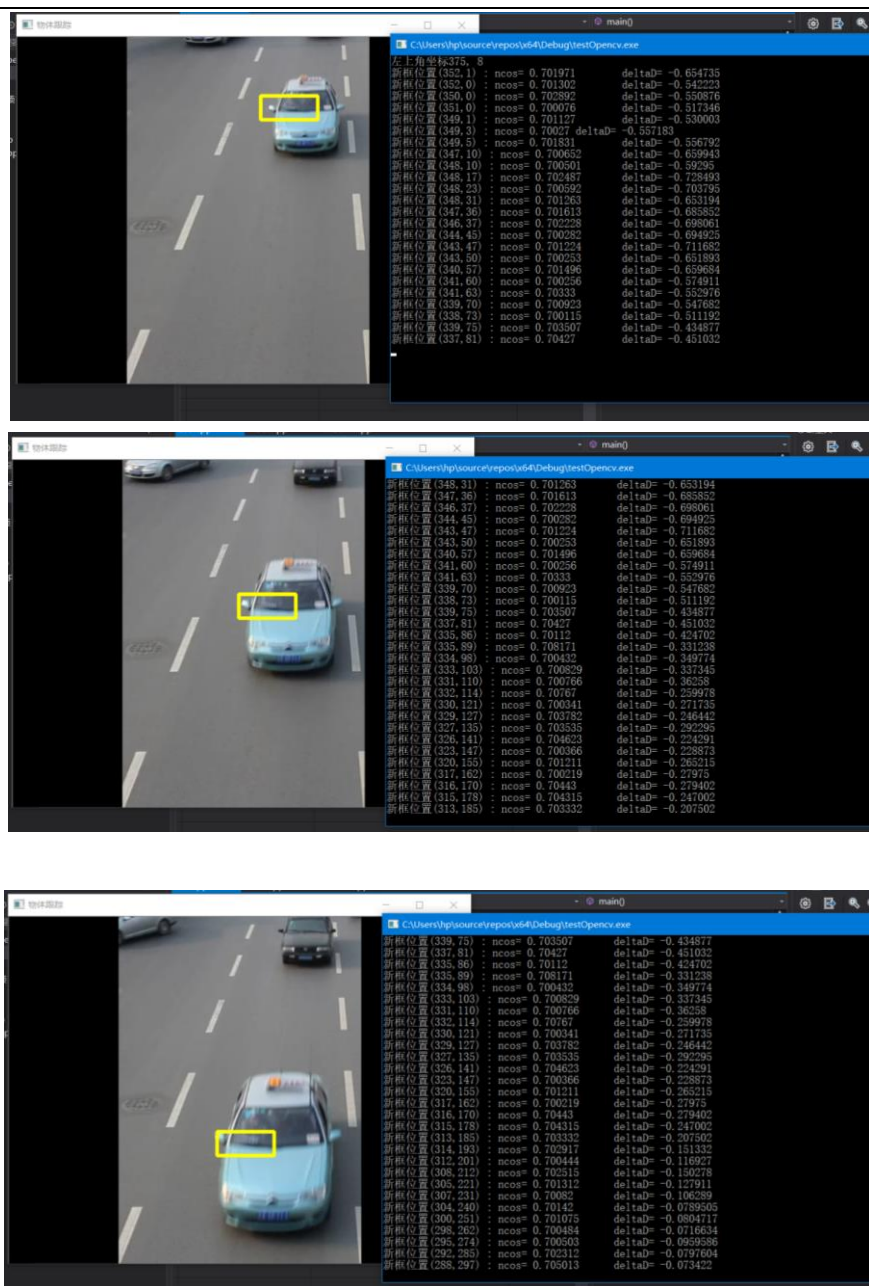 物体跟踪
main()
C:\Users\hp\source\repos\x64\Debug\testOpencv.exe
左上角坐标375, 8
新框位置(352,1) : ncos= 0.701971 deltaD= -0.654735
新框位置(352,0) : ncos= 0.701302 deltaD= -0.542223
新框位置(350,0) : ncos= 0.702892 deltaD= -0.550876
新框位置(351,0) : ncos= 0.700076 deltaD= -0.517346
新框位置(349,1) : ncos= 0.701127 deltaD= -0.530003
新框位置(349,3) : ncos= 0.70027 deltaD= -0.557183
新框位置(349,5) : ncos= 0.701831 deltaD= -0.556792
新框位置(347,10) : ncos= 0.700652 deltaD= -0.659943
新框位置(348,10) : ncos= 0.700501 deltaD= -0.59295
新框位置(348,17) : ncos= 0.702487 deltaD= -0.728493
新框位置(348,23) : ncos= 0.700592 deltaD= -0.703795
新框位置(348,31) : ncos= 0.701263 deltaD= -0.653194
新框位置(347,36) : ncos= 0.701613 deltaD= -0.685852
新框位置(346,37) : ncos= 0.702228 deltaD= -0.698061
新框位置(344,45) : ncos= 0.700282 deltaD= -0.694925
新框位置(343,47) : ncos= 0.701224 deltaD= -0.711682
新框位置(343,50) : ncos= 0.700253 deltaD= -0.651893
新框位置(340,57) : ncos= 0.701496 deltaD= -0.659684
新框位置(341,60) : ncos= 0.700256 deltaD= -0.574911
新框位置(341,63) : ncos= 0.70333 deltaD= -0.552976
新框位置(339,70) : ncos= 0.700923 deltaD= -0.547682
新框位置(338,73) : ncos= 0.700115 deltaD= -0.511192
新框位置(339,75) : ncos= 0.703507 deltaD= -0.434877
新框位置(337,81) : ncos= 0.70427 deltaD= -0.451032
物体跟踪
main()
C:\Users\hp\source\repos\x64\Debug\testOpencv.exe
新框位置(348,31) : ncos= 0.701263 deltaD= -0.653194
新框位置(347,36) : ncos= 0.701613 deltaD= -0.685852
新框位置(346,37) : ncos= 0.702228 deltaD= -0.698061
新框位置(344,45) : ncos= 0.700282 deltaD= -0.694925
新框位置(343,47) : ncos= 0.701224 deltaD= -0.711682
新框位置(343,50) : ncos= 0.700253 deltaD= -0.651893
新框位置(340,57) : ncos= 0.701496 deltaD= -0.659684
新框位置(341,60) : ncos= 0.700256 deltaD= -0.574911
新框位置(341,63) : ncos= 0.70333 deltaD= -0.552976
新框位置(339,70) : ncos= 0.700923 deltaD= -0.547682
新框位置(338,73) : ncos= 0.700115 deltaD= -0.511192
新框位置(339,75) : ncos= 0.703507 deltaD= -0.434877
新框位置(337,81) : ncos= 0.70427 deltaD= -0.451032
新框位置(335,86) : ncos= 0.70112 deltaD= -0.424702
新框位置(335,89) : ncos= 0.708171 deltaD= -0.331238
新框位置(334,98) : ncos= 0.700432 deltaD= -0.349774
新框位置(333,103) : ncos= 0.700829 deltaD= -0.337345
新框位置(331,110) : ncos= 0.700766 deltaD= -0.36258
新框位置(332,114) : ncos= 0.70767 deltaD= -0.259978
新框位置(330,121) : ncos= 0.700341 deltaD= -0.271735
新框位置(329,127) : ncos= 0.703782 deltaD= -0.246442
新框位置(327,135) : ncos= 0.703535 deltaD= -0.292295
新框位置(326,141) : ncos= 0.704623 deltaD= -0.224291
新框位置(323,147) : ncos= 0.700366 deltaD= -0.228873
新框位置(320,155) : ncos= 0.701211 deltaD= -0.265215
新框位置(317,162) : ncos= 0.700219 deltaD= -0.27975
新框位置(316,170) : ncos= 0.70443 deltaD= -0.279402
新框位置(315,178) : ncos= 0.704315 deltaD= -0.247002
新框位置(313,185) : ncos= 0.703332 deltaD= -0.207502
物体跟踪
main()
C:\Users\hp\source\repos\x64\Debug\testOpencv.exe
新框位置(339,75) : ncos= 0.703507 deltaD= -0.434877
新框位置(337,81) : ncos= 0.70427 deltaD= -0.451032
新框位置(335,86) : ncos= 0.70112 deltaD= -0.424702
新框位置(335,89) : ncos= 0.708171 deltaD= -0.331238
新框位置(334,98) : ncos= 0.700432 deltaD= -0.349774
新框位置(333,103) : ncos= 0.700829 deltaD= -0.337345
新框位置(331,110) : ncos= 0.700766 deltaD= -0.36258
新框位置(332,114) : ncos= 0.70767 deltaD= -0.259978
新框位置(330,121) : ncos= 0.700341 deltaD= -0.271735
新框位置(329,127) : ncos= 0.703782 deltaD= -0.246442
新框位置(327,135) : ncos= 0.703535 deltaD= -0.292295
新框位置(326,141) : ncos= 0.704623 deltaD= -0.224291
新框位置(323,147) : ncos= 0.700366 deltaD= -0.228873
新框位置(320,155) : ncos= 0.701211 deltaD= -0.265215
新框位置(317,162) : ncos= 0.700219 deltaD= -0.27975
新框位置(316,170) : ncos= 0.70443 deltaD= -0.279402
新框位置(315,178) : ncos= 0.704315 deltaD= -0.247002
新框位置(313,185) : ncos= 0.703332 deltaD= -0.207502
新框位置(314,193) : ncos= 0.702917 deltaD= -0.151332
新框位置(312,201) : ncos= 0.700444 deltaD= -0.116927
新框位置(308,212) : ncos= 0.702515 deltaD= -0.150278
新框位置(305,221) : ncos= 0.701312 deltaD= -0.127911
新框位置(307,231) : ncos= 0.70082 deltaD= -0.106289
新框位置(304,240) : ncos= 0.70142 deltaD= -0.0789505
新框位置(300,251) : ncos= 0.701075 deltaD= -0.0804717
新框位置(298,262) : ncos= 0.700484 deltaD= -0.0716634
新框位置(295,274) : ncos= 0.700503 deltaD= -0.0959586
新框位置(292,285) : ncos= 0.702312 deltaD= -0.0797604
新框位置(288,297) : ncos= 0.705013 deltaD= -0.073422